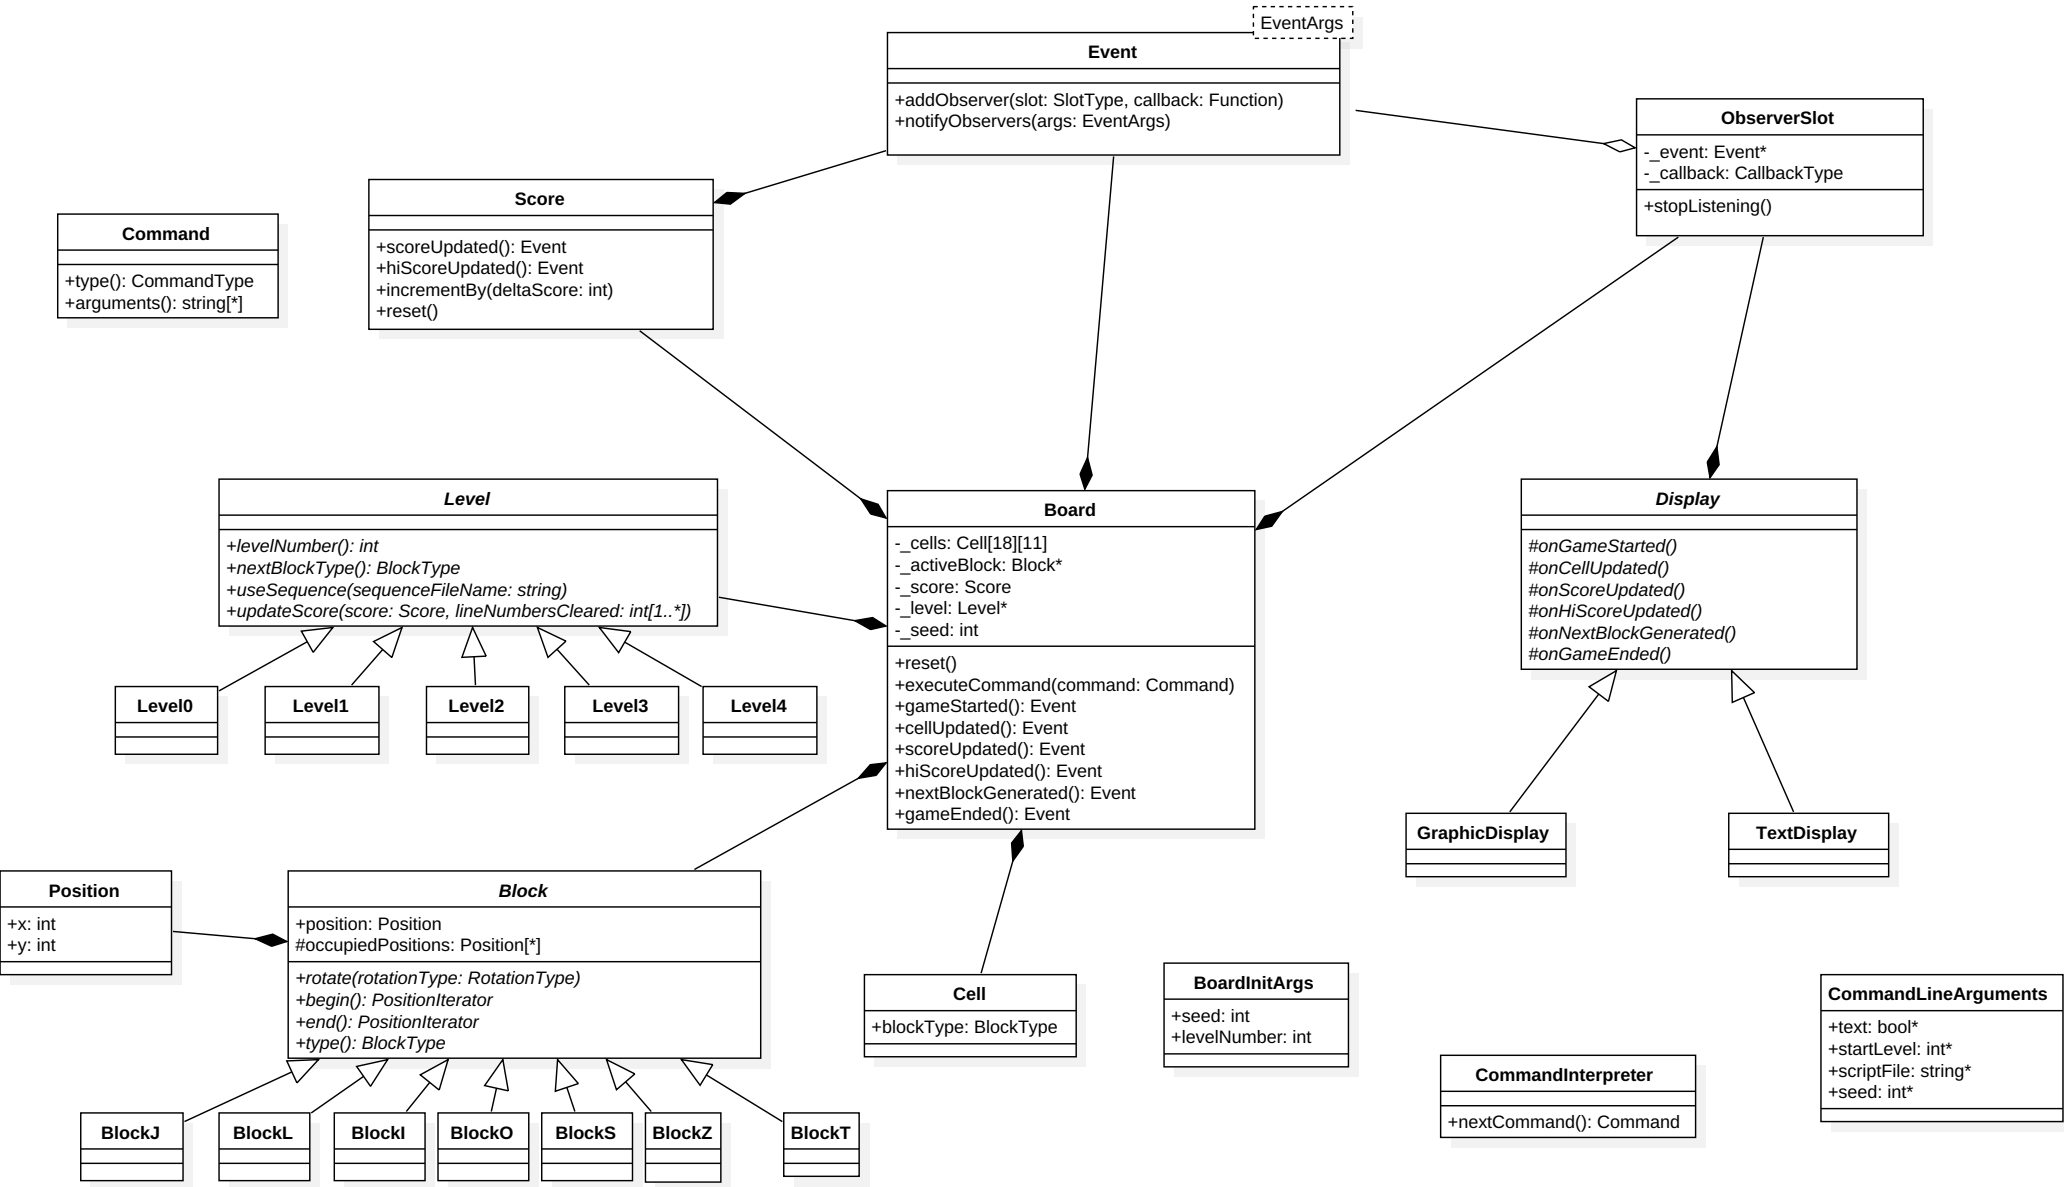 EventArgs
Event
+addObserver(slot: SlotType, callback: Function)
+notifyObservers(args: EventArgs)
ObserverSlot
-_event: Event*
-_callback: CallbackType
+stopListening()
Score
+scoreUpdated(): Event
+hiScoreUpdated(): Event
+incrementBy(deltaScore: int)
+reset()
Command
+type(): CommandType
+arguments(): string[*]
Level
+levelNumber(): int
+nextBlockType(): BlockType
+useSequence(sequenceFileName: string)
+updateScore(score: Score, lineNumbersCleared: int[1..*])
Board
-_cells: Cell[18][11]
-_activeBlock: Block*
-_score: Score
-_level: Level*
-_seed: int
+reset()
+executeCommand(command: Command)
+gameStarted(): Event
+cellUpdated(): Event
+scoreUpdated(): Event
+hiScoreUpdated(): Event
+nextBlockGenerated(): Event
+gameEnded(): Event
Display
#onGameStarted()
#onCellUpdated()
#onScoreUpdated()
#onHiScoreUpdated()
#onNextBlockGenerated()
#onGameEnded()
Level0
Level1
Level2
Level3
Level4
GraphicDisplay
TextDisplay
Position
+x: int
+y: int
Block
+position: Position
#occupiedPositions: Position[*]
+rotate(rotationType: RotationType)
+begin(): PositionIterator
+end(): PositionIterator
+type(): BlockType
Cell
+blockType: BlockType
BoardInitArgs
+seed: int
+levelNumber: int
CommandLineArguments
+text: bool*
+startLevel: int*
+scriptFile: string*
+seed: int*
CommandInterpreter
+nextCommand(): Command
BlockJ
BlockL
BlockI
BlockO
BlockS
BlockZ
BlockT